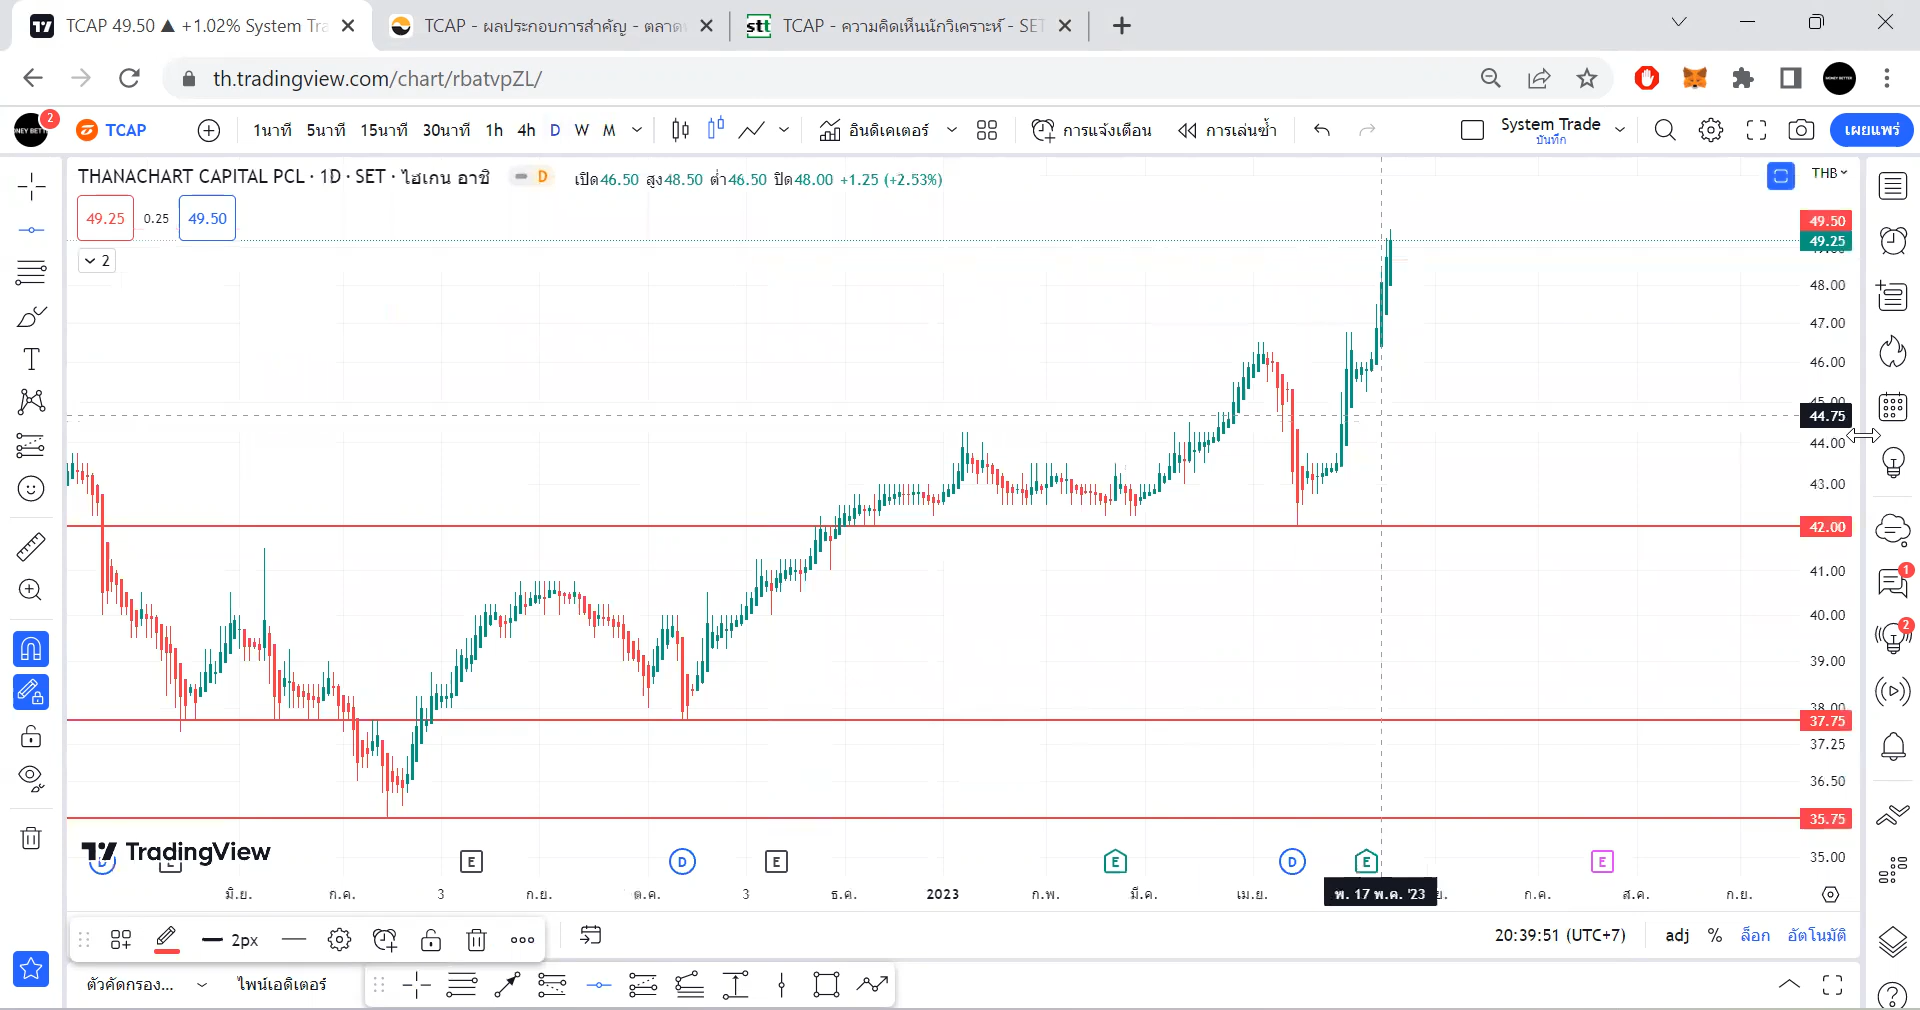 TCAP 49.50 ▲ +1.02% System Tra
TCAP - ผลประกอบการสำคัญ - ตลาด
stt TCAP - ความคิดเห็นนักวิเคราะห์ - SET
th.tradingview.com/chart/rbatvpZL/
2
TCAP
1นาที 5นาที 15นาที 30นาที 1h 4h D W M
อินดิเคเตอร์
การแจ้งเตือน
การเล่นซ้ำ
System Trade
บันทึก
เผยแพร่
THANACHART CAPITAL PCL · 1D · SET · ไฮเกน อาชิ
D
เปิด46.50 สูง48.50 ต่ำ46.50 ปิด48.00 +1.25 (+2.53%)
THB
49.25 0.25 49.50
2
49.50
49.25
48.00
47.00
46.00
45.00
44.75
44.00
43.00
42.00
41.00
40.00
39.00
38.00
37.75
37.25
36.50
35.75
35.00
1
2
TradingView
D E E D E E D E E
มิ.ย. ก.ค. 3 ก.ย. ต.ค. 3 ธ.ค. 2023 ก.พ. มี.ค. เม.ย. พ. 17 พ.ค. '23 ก.ค. ส.ค. ก.ย.
2px
20:39:51 (UTC+7) adj % ล็อก อัตโนมัติ
ตัวคัดกรอง... ไพน์เอดิเตอร์